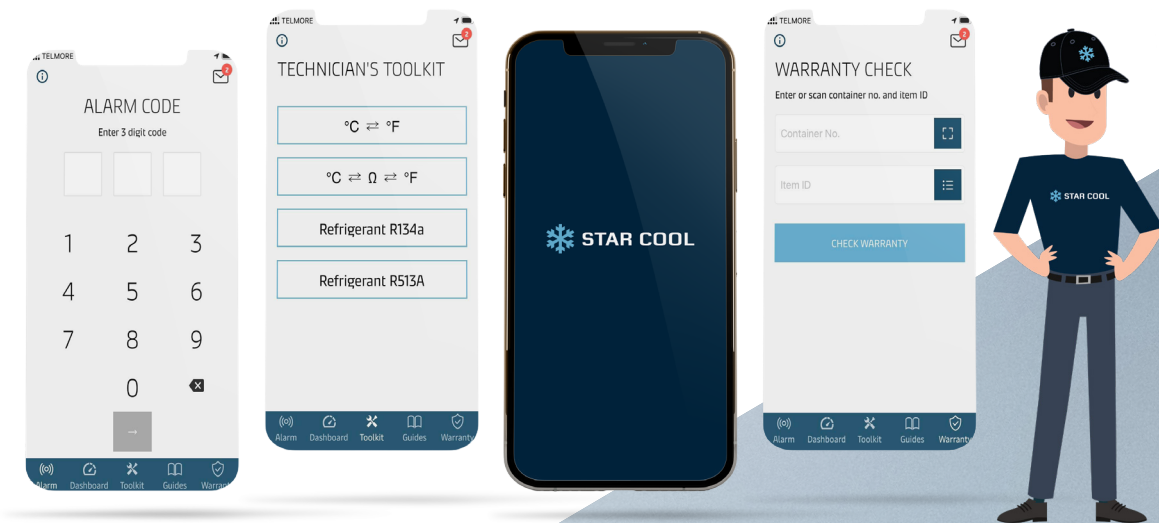 TELMORE
2
ALARM CODE
Enter 3 digit code
1 2 3
4 5 6
7 8 9
0
→
Alarm Dashboard Toolkit Guides Warranty
TELMORE
2
TECHNICIAN'S TOOLKIT
°C ⇄ °F
°C ⇄ Ω ⇄ °F
Refrigerant R134a
Refrigerant R513A
Alarm Dashboard Toolkit Guides Warranty
STAR COOL
TELMORE
2
WARRANTY CHECK
Enter or scan container no. and item ID
Container No.
Item ID
CHECK WARRANTY
Alarm Dashboard Toolkit Guides Warranty
STAR COOL